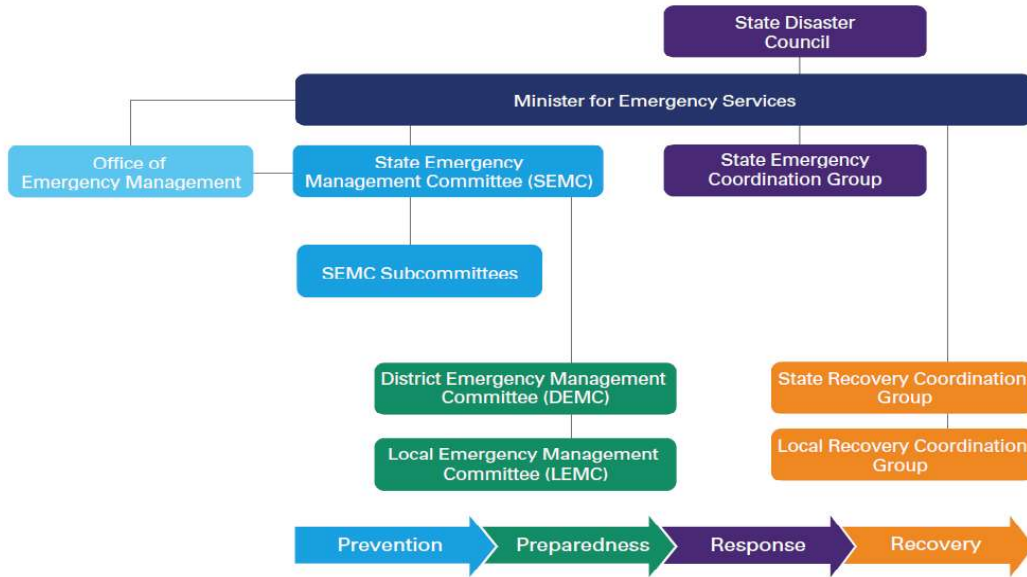 State Disaster
Council
Minister for Emergency Services
Office of
Emergency Management
State Emergency
Management Committee (SEMC)
State Emergency
Coordination Group
SEMC Subcommittees
District Emergency Management
Committee (DEMC)
State Recovery Coordination
Group
Local Emergency Management
Committee (LEMC)
Local Recovery Coordination
Group
Prevention
Preparedness
Response
Recovery